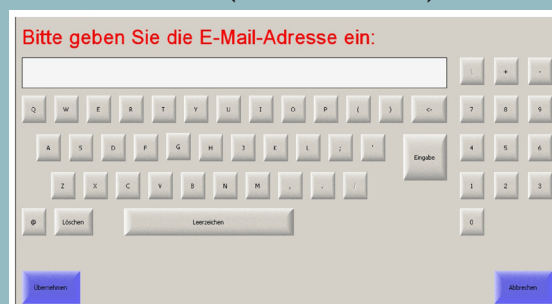 Bitte geben Sie die E-Mail-Adresse ein:
+ -
Q W E R T Y U I O P ( ) <- 7 8 9
A S D F G H J K L ; ' Eingabe 4 5 6
Z X C V B N M , 1 2 3
@ Löschen Leerzeichen 0
Übernehmen Abbrechen